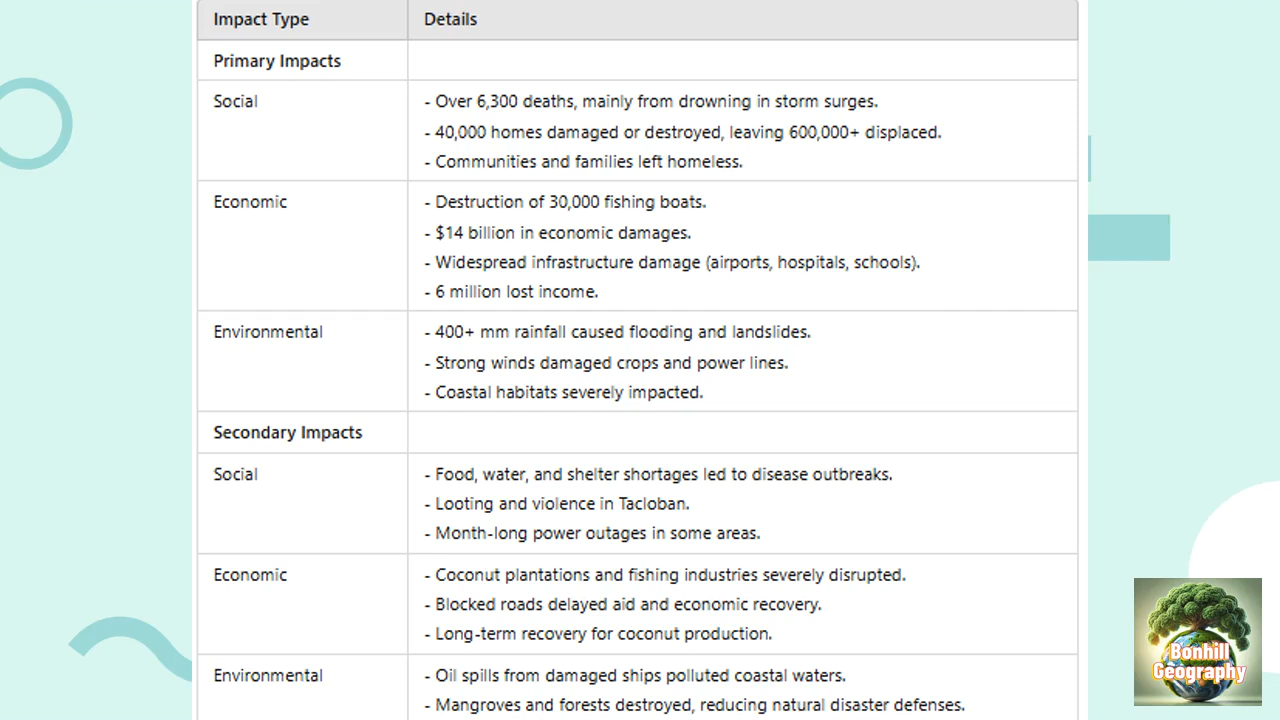 Impact Type Details
Primary Impacts
Social - Over 6,300 deaths, mainly from drowning in storm surges.
- 40,000 homes damaged or destroyed, leaving 600,000+ displaced.
- Communities and families left homeless.
Economic - Destruction of 30,000 fishing boats.
- $14 billion in economic damages.
- Widespread infrastructure damage (airports, hospitals, schools).
- 6 million lost income.
Environmental - 400+ mm rainfall caused flooding and landslides.
- Strong winds damaged crops and power lines.
- Coastal habitats severely impacted.
Secondary Impacts
Social - Food, water, and shelter shortages led to disease outbreaks.
- Looting and violence in Tacloban.
- Month-long power outages in some areas.
Economic - Coconut plantations and fishing industries severely disrupted.
- Blocked roads delayed aid and economic recovery.
- Long-term recovery for coconut production.
Environmental - Oil spills from damaged ships polluted coastal waters.
- Mangroves and forests destroyed, reducing natural disaster defenses.
Bonhill
Geography